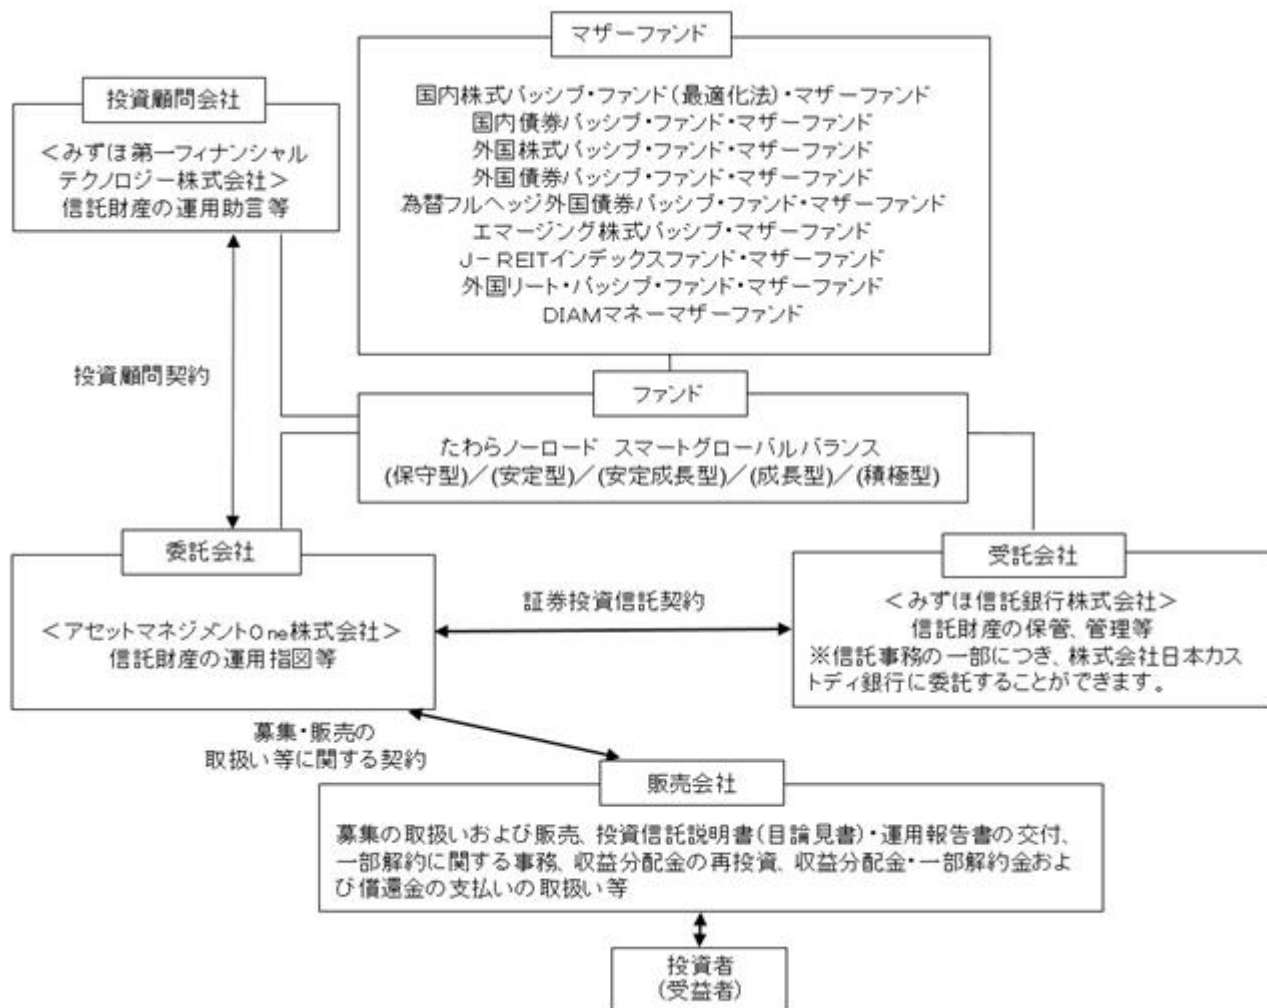 マザーファンド
国内株式パッシブ・ファンド(最適化法)・マザーファンド
国内債券パッシブ・ファンド・マザーファンド
外国株式パッシブ・ファンド・マザーファンド
外国債券パッシブ・ファンド・マザーファンド
為替フルヘッジ外国債券パッシブ・ファンド・マザーファンド
エマージング株式パッシブ・マザーファンド
J－REITインデックスファンド・マザーファンド
外国リート・パッシブ・ファンド・マザーファンド
DIAMマネーマザーファンド
投資顧問会社
＜みずほ第一フィナンシャル
テクノロジー株式会社＞
信託財産の運用助言等
投資顧問契約
ファンド
たわらノーロード スマートグローバルバランス
(保守型)／(安定型)／(安定成長型)／(成長型)／(積極型)
委託会社
＜アセットマネジメントOne株式会社＞
信託財産の運用指図等
証券投資信託契約
受託会社
＜みずほ信託銀行株式会社＞
信託財産の保管、管理等
※信託事務の一部につき、株式会社日本カス
トディ銀行に委託することができます。
募集・販売の
取扱い等に関する契約
販売会社
募集の取扱いおよび販売、投資信託説明書(目論見書)・運用報告書の交付、
一部解約に関する事務、収益分配金の再投資、収益分配金・一部解約金およ
び償還金の支払いの取扱い等
投資者
(受益者)